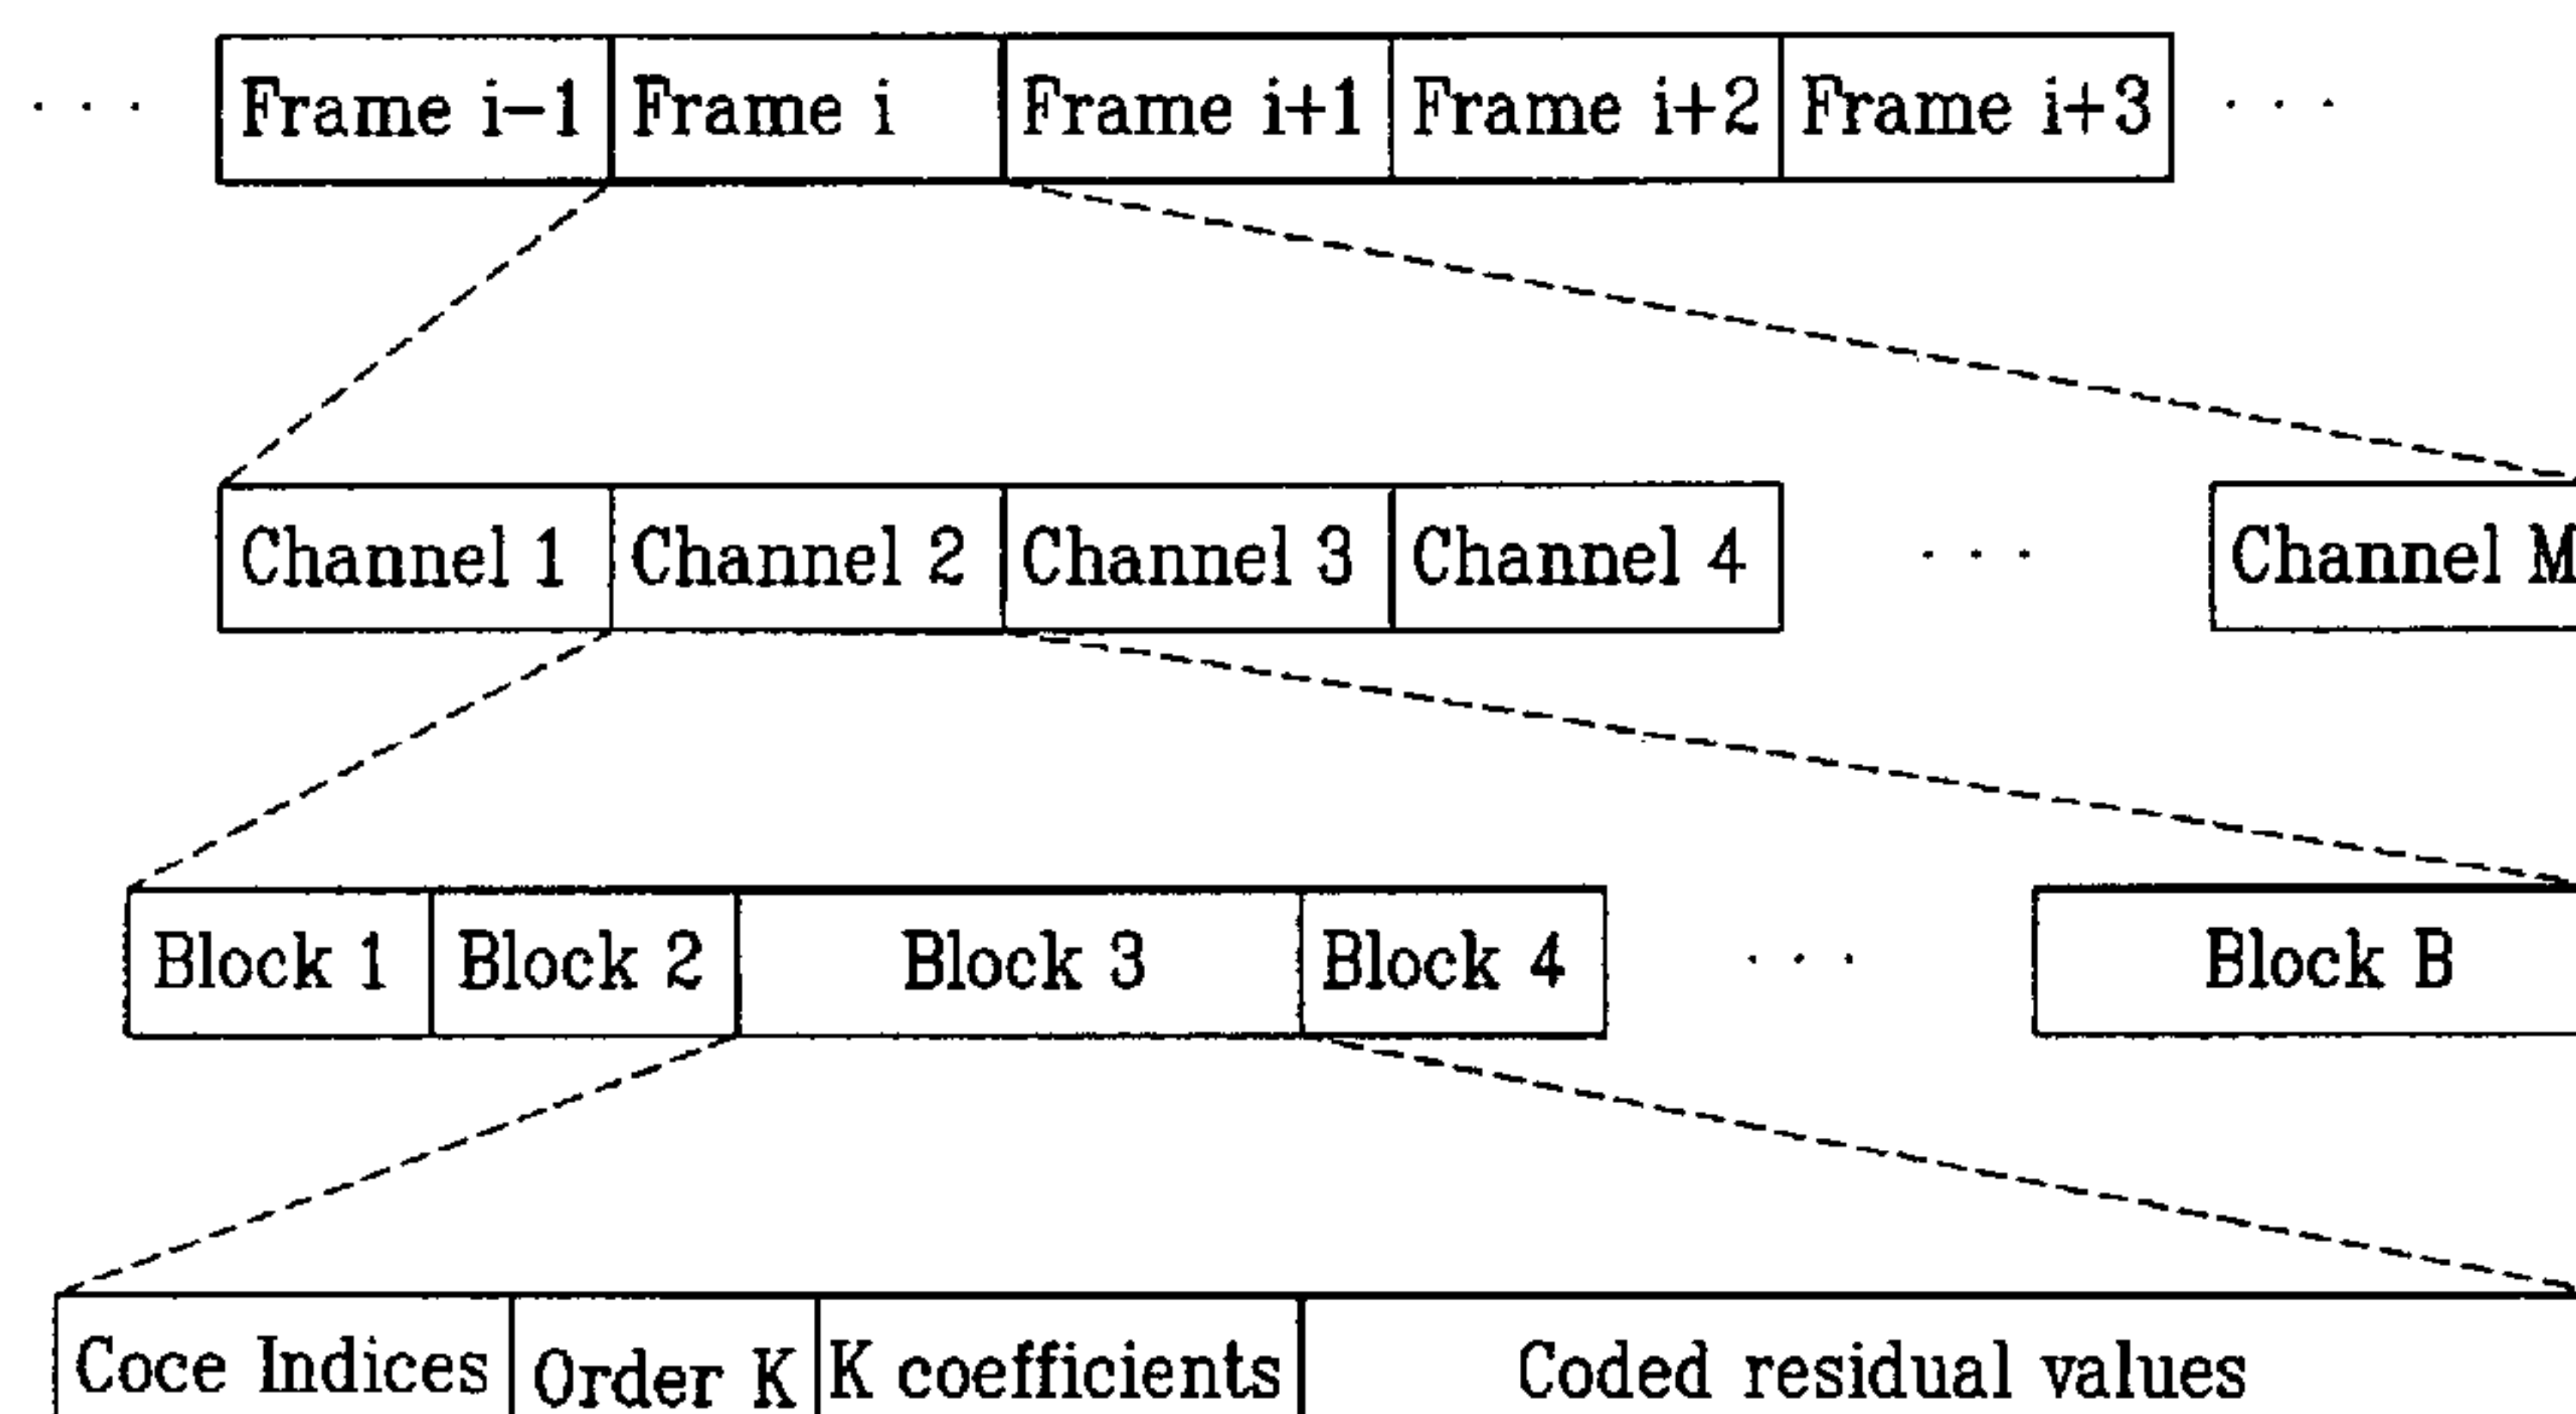 · · · Frame i-1 Frame i Frame i+1 Frame i+2 Frame i+3 · · ·
Channel 1 Channel 2 Channel 3 Channel 4 · · · Channel M
Block 1 Block 2 Block 3 Block 4 · · · Block B
Coce Indices Order K K coefficients Coded residual values